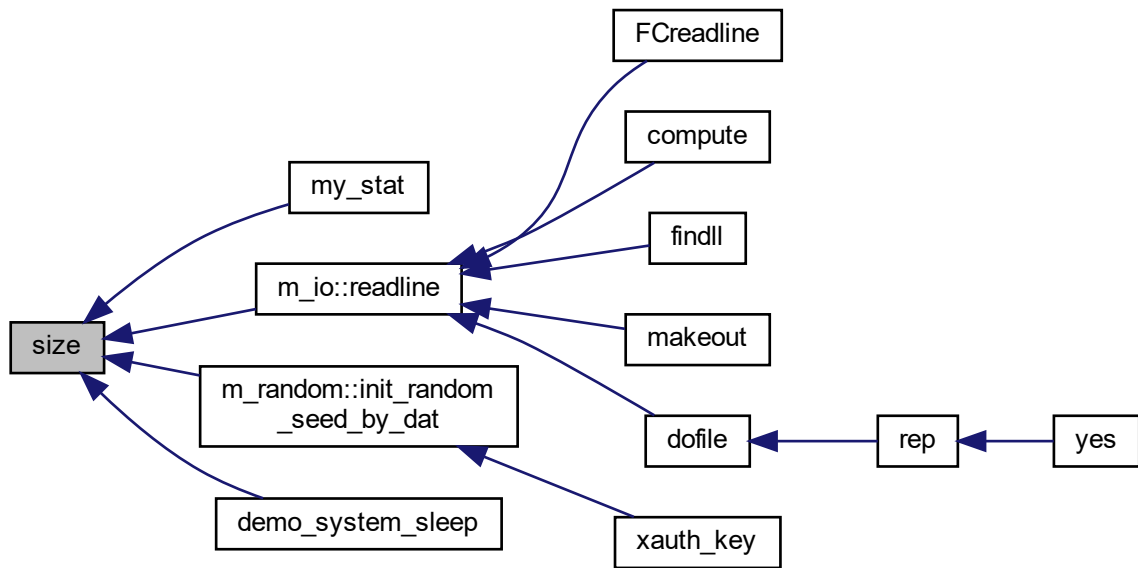 FCreadline
compute
my_stat
findll
m_io::readline
makeout
size
m_random::init_random
_seed_by_dat
dofile
rep
yes
demo_system_sleep
xauth_key